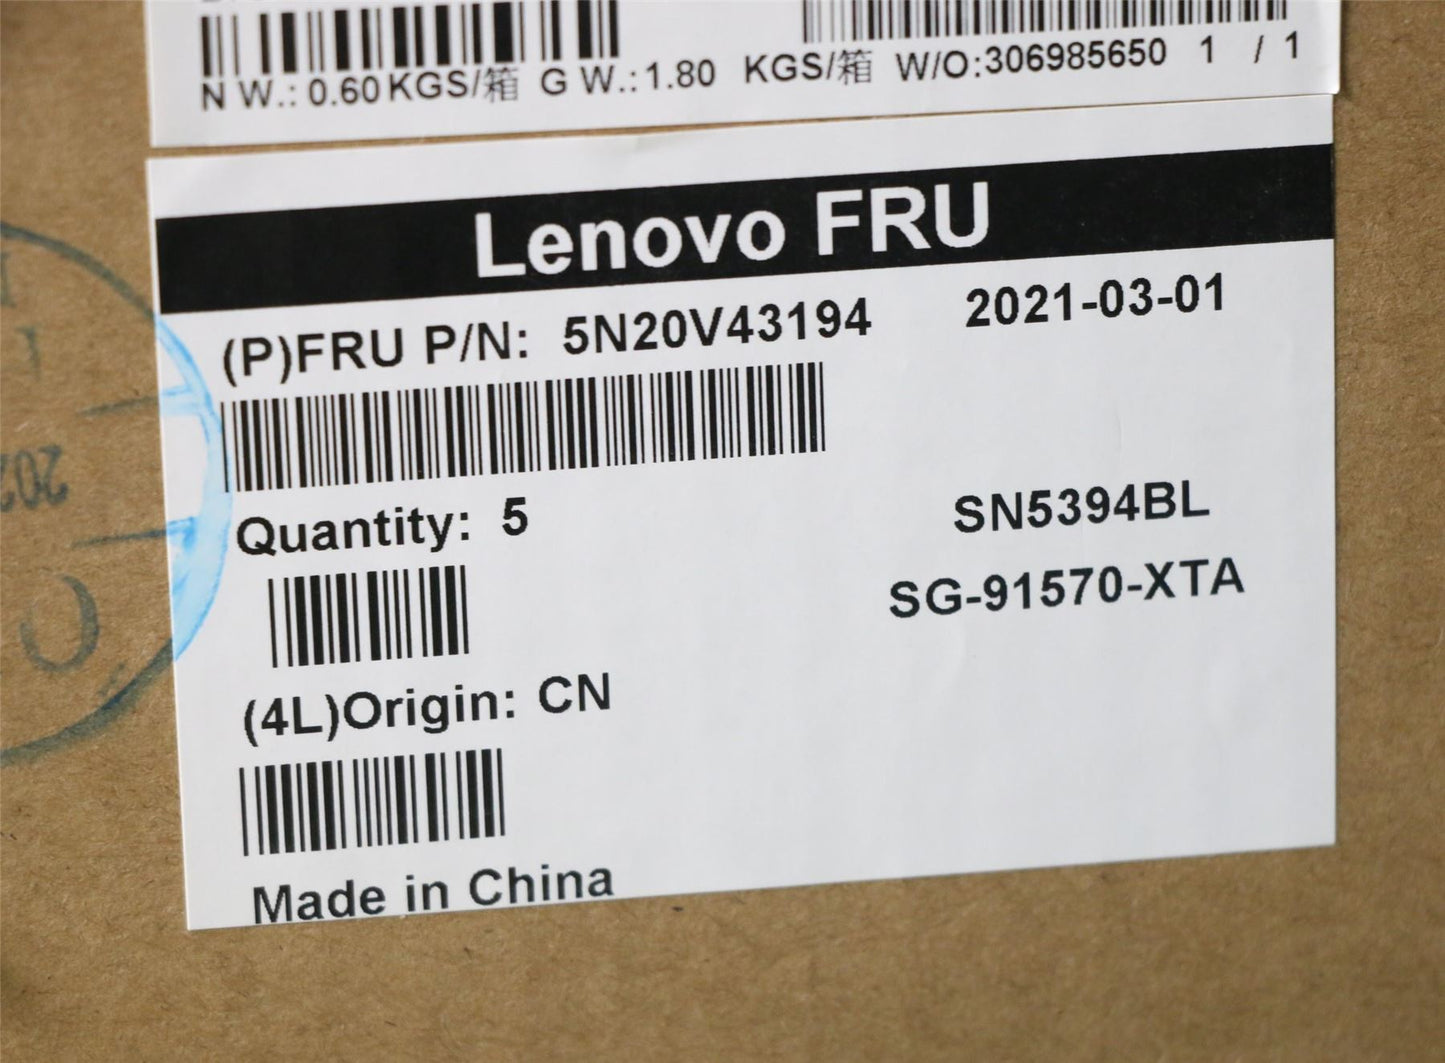 N W.: 0.60 KGS/箱 G W.:1.80 KGS/箱 W/O:306985650 1 / 1
Lenovo FRU
(P)FRU P/N: 5N20V43194 2021-03-01
Quantity: 5
SN5394BL
SG-91570-XTA
(4L)Origin: CN
Made in China